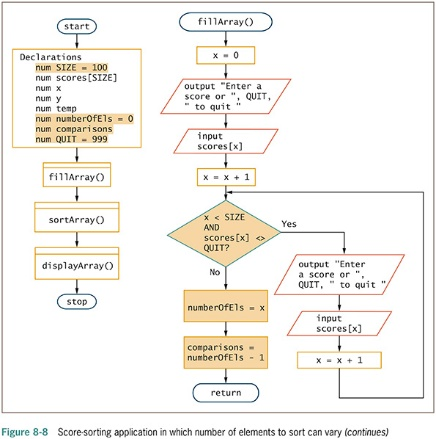 start
Declarations
num SIZE = 100
num scores[SIZE]
num x
num y
num temp
num numberOfEls = 0
num comparisons
num QUIT = 999
fillArray()
sortArray()
displayArray()
stop
fillArray()
x = 0
output "Enter a
score or ", QUIT,
" to quit "
input
scores[x]
x = x + 1
x < SIZE
AND
scores[x] <>
QUIT?
Yes
No
output "Enter
a score or ",
QUIT, " to quit "
input
scores[x]
x = x + 1
numberOfEls = x
comparisons =
numberOfEls - 1
return
Figure 8-8 Score-sorting application in which number of elements to sort can vary (continues)